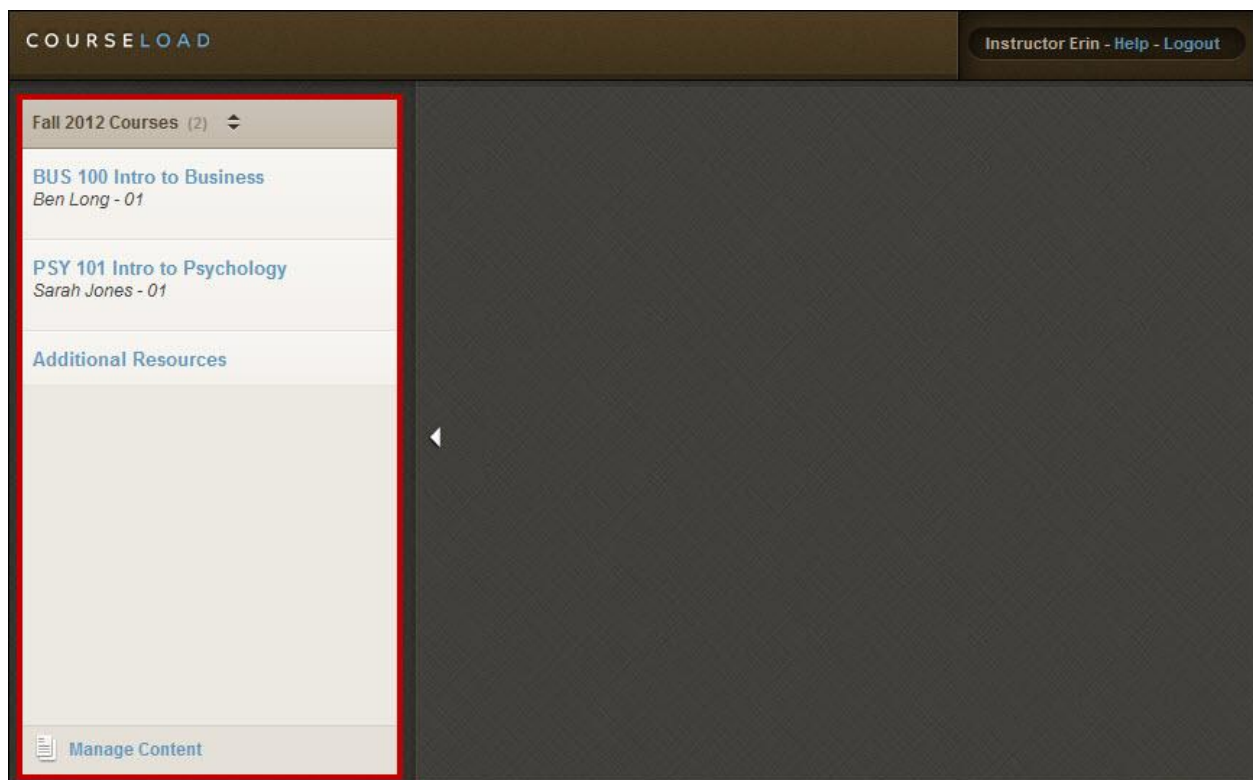 COURSELOAD
Instructor Erin - Help - Logout
Fall 2012 Courses (2)
BUS 100 Intro to Business
Ben Long - 01
PSY 101 Intro to Psychology
Sarah Jones - 01
Additional Resources
Manage Content